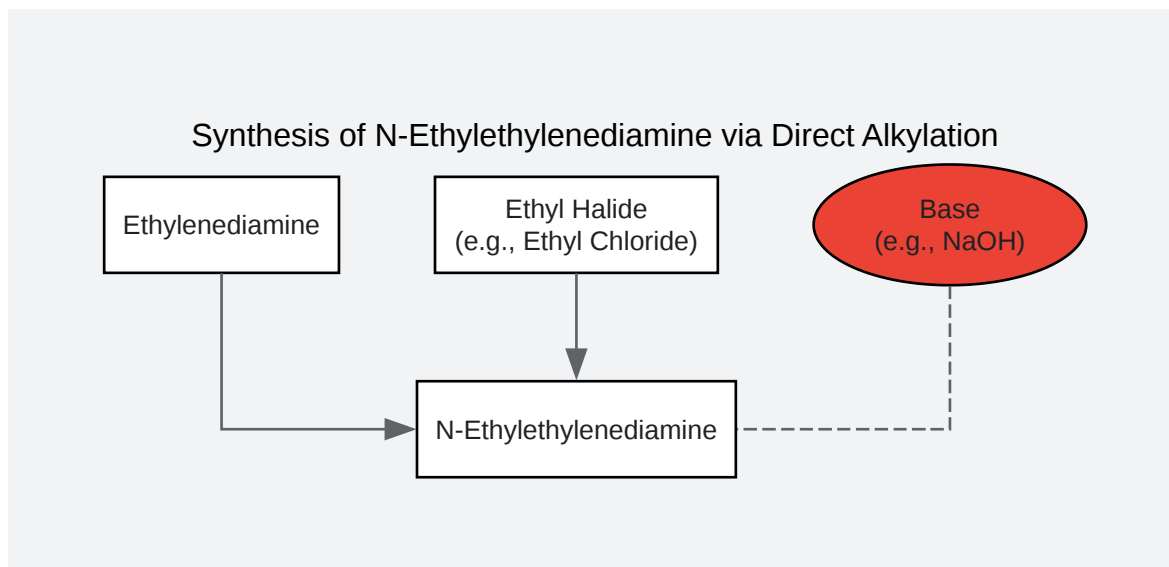 Synthesis of N-Ethylethylenediamine via Direct Alkylation
Ethylenediamine
Ethyl Halide
(e.g., Ethyl Chloride)
Base
(e.g., NaOH)
N-Ethylethylenediamine